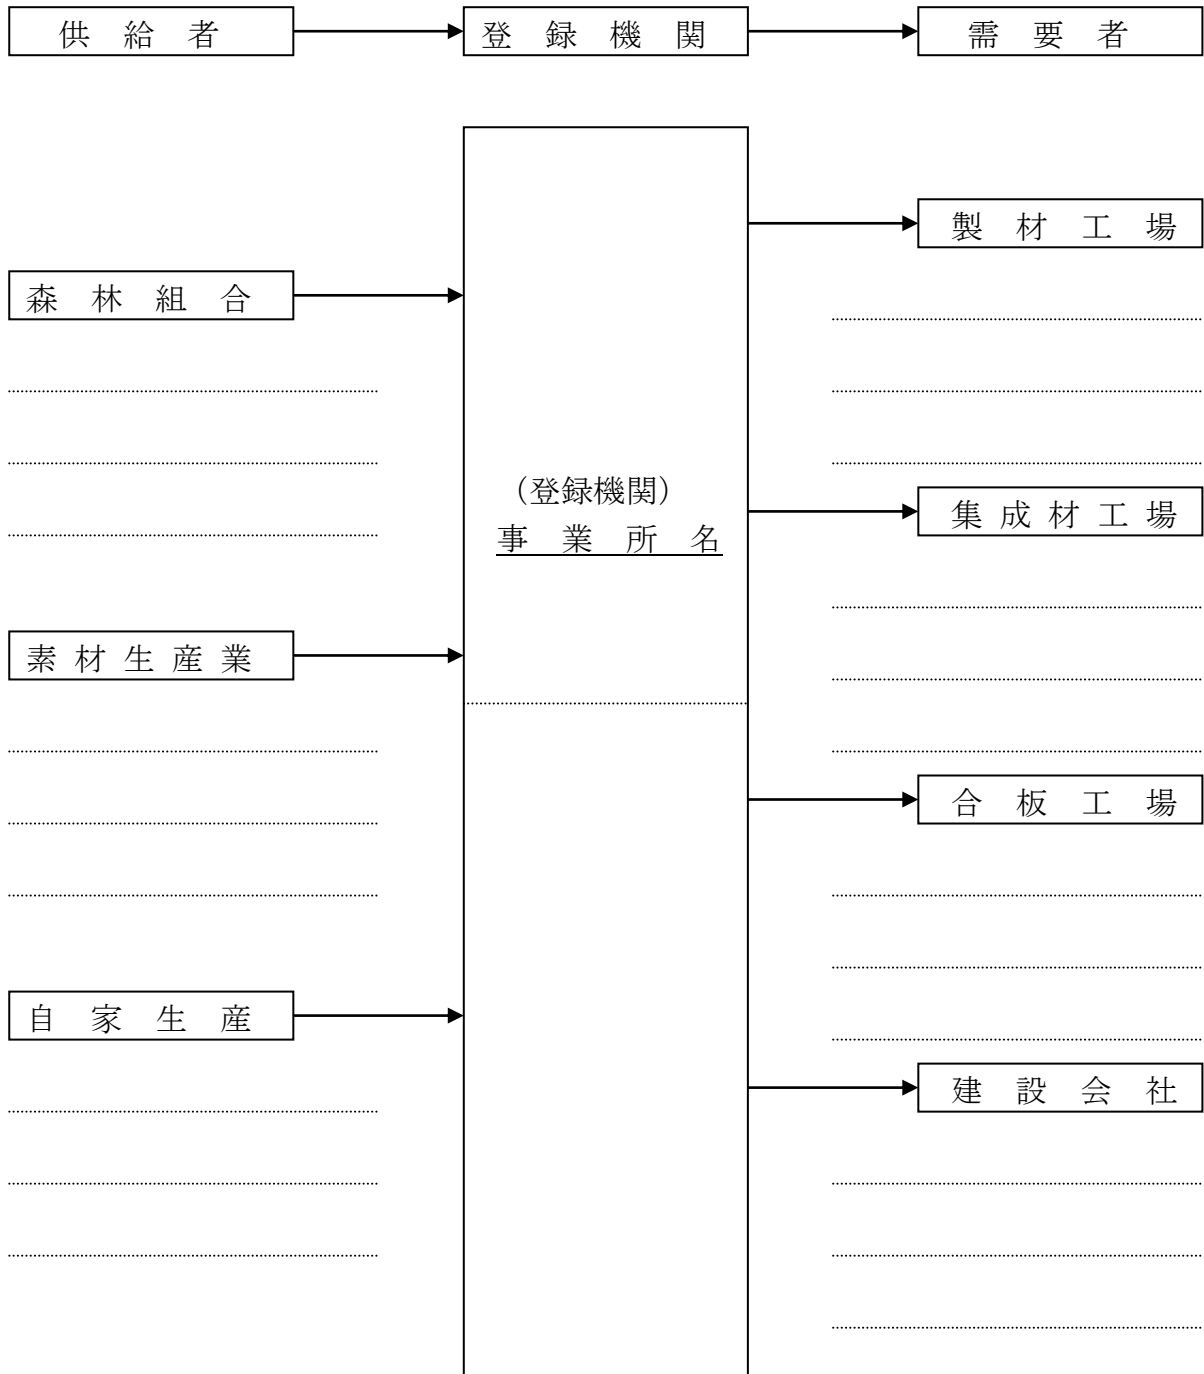 供給者
登録機関
需要者
製材工場
森林組合
（登録機関）
事業所名
集成材工場
素材生産業
合板工場
自家生産
建設会社